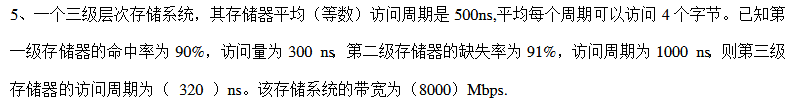 5、一个三级层次存储系统，其存储器平均（等数）访问周期是 500ns,平均每个周期可以访问 4 个字节。已知第
一级存储器的命中率为 90%，访问量为 300 ns，第二级存储器的缺失率为 91%，访问周期为 1000 ns，则第三级
存储器的访问周期为（ 320 ）ns。该存储系统的带宽为（8000）Mbps.